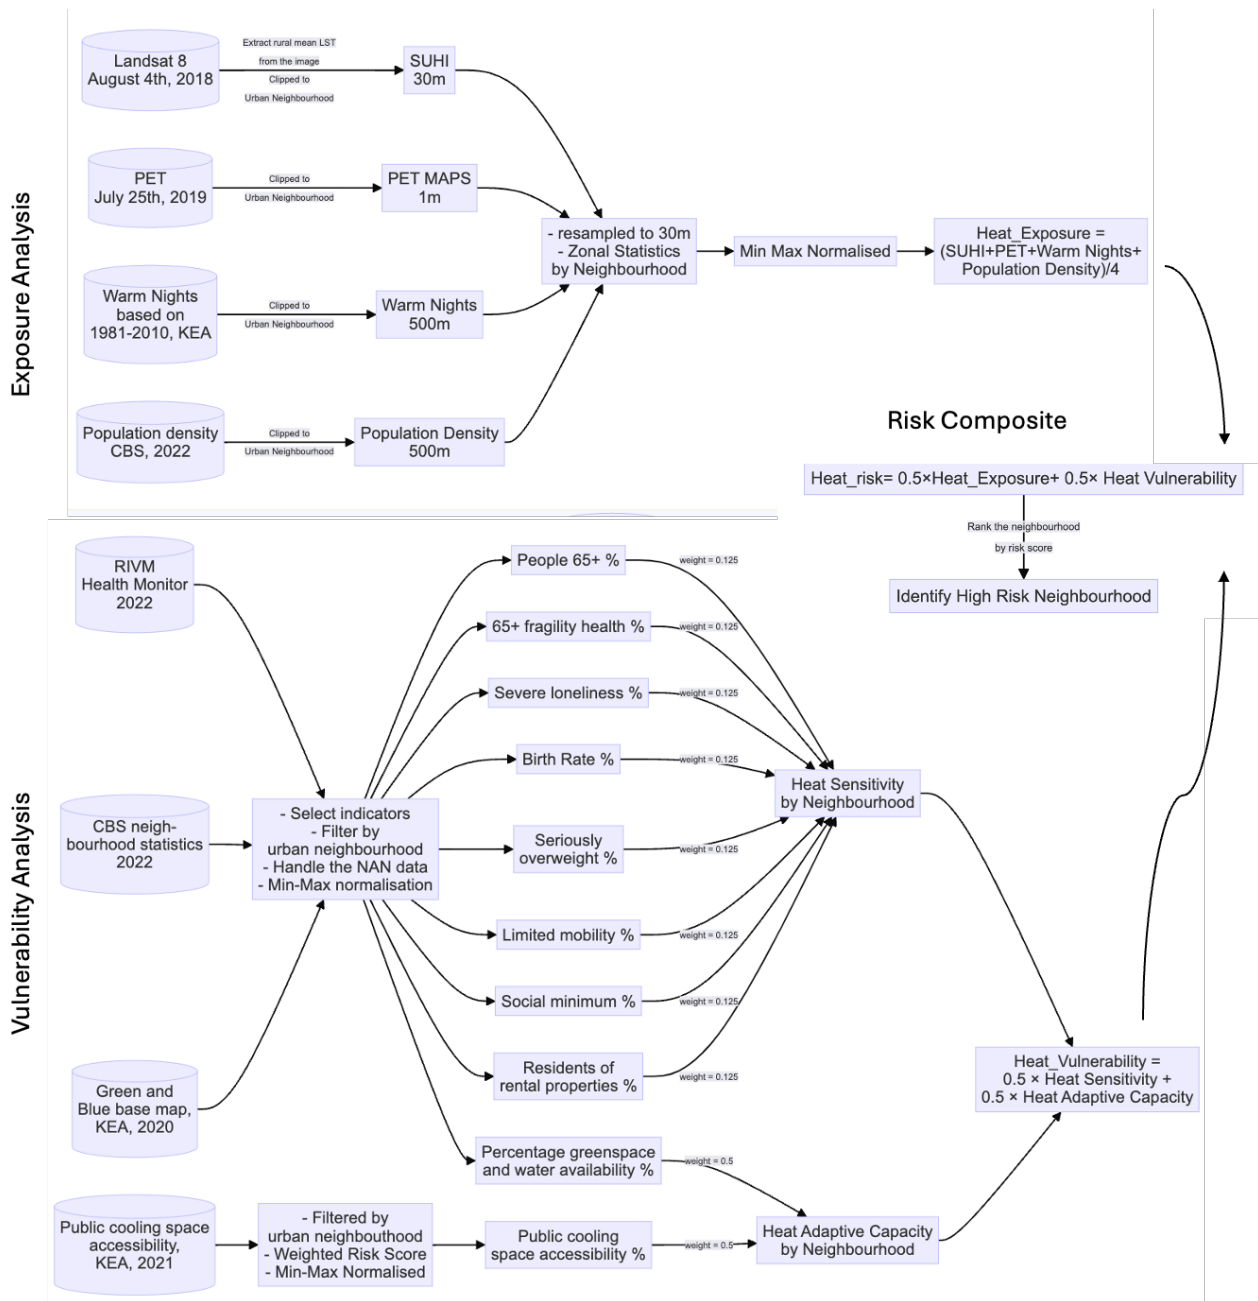 Exposure Analysis
Landsat 8
August 4th, 2018
Extract rural mean LST
from the image
Clipped to
Urban Neighbourhood
SUHI
30m
PET
July 25th, 2019
Clipped to
Urban Neighbourhood
PET MAPS
1m
Warm Nights
based on
1981-2010, KEA
Clipped to
Urban Neighbourhood
Warm Nights
500m
Population density
CBS, 2022
Clipped to
Urban Neighbourhood
Population Density
500m
- resampled to 30m
- Zonal Statistics
by Neighbourhood
Min Max Normalised
Heat_Exposure =
(SUHI+PET+Warm Nights+
Population Density)/4
Risk Composite
Heat_risk= 0.5×Heat_Exposure+ 0.5× Heat Vulnerability
Rank the neighbourhood
by risk score
Identify High Risk Neighbourhood
Vulnerability Analysis
RIVM
Health Monitor
2022
CBS neigh-
bourhood statistics
2022
Green and
Blue base map,
KEA, 2020
Public cooling space
accessibility,
KEA, 2021
- Select indicators
- Filter by
urban neighbourhood
- Handle the NAN data
- Min-Max normalisation
- Filtered by
urban neighbouthood
- Weighted Risk Score
- Min-Max Normalised
People 65+ %
weight = 0.125
65+ fragility health %
weight = 0.125
Severe loneliness %
weight = 0.125
Birth Rate %
weight = 0.125
Seriously
overweight %
weight = 0.125
Limited mobility %
weight = 0.125
Social minimum %
weight = 0.125
Residents of
rental properties %
weight = 0.125
Percentage greenspace
and water availability %
weight = 0.5
Public cooling
space accessibility %
weight = 0.5
Heat Sensitivity
by Neighbourhood
Heat Adaptive Capacity
by Neighbourhood
Heat_Vulnerability =
0.5 × Heat Sensitivity +
0.5 × Heat Adaptive Capacity